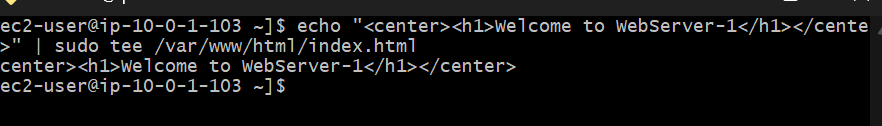 ec2-user@ip-10-0-1-103 ~]$ echo "<center><h1>Welcome to WebServer-1</h1></cente
>" | sudo tee /var/www/html/index.html
center><h1>Welcome to WebServer-1</h1></center>
ec2-user@ip-10-0-1-103 ~]$